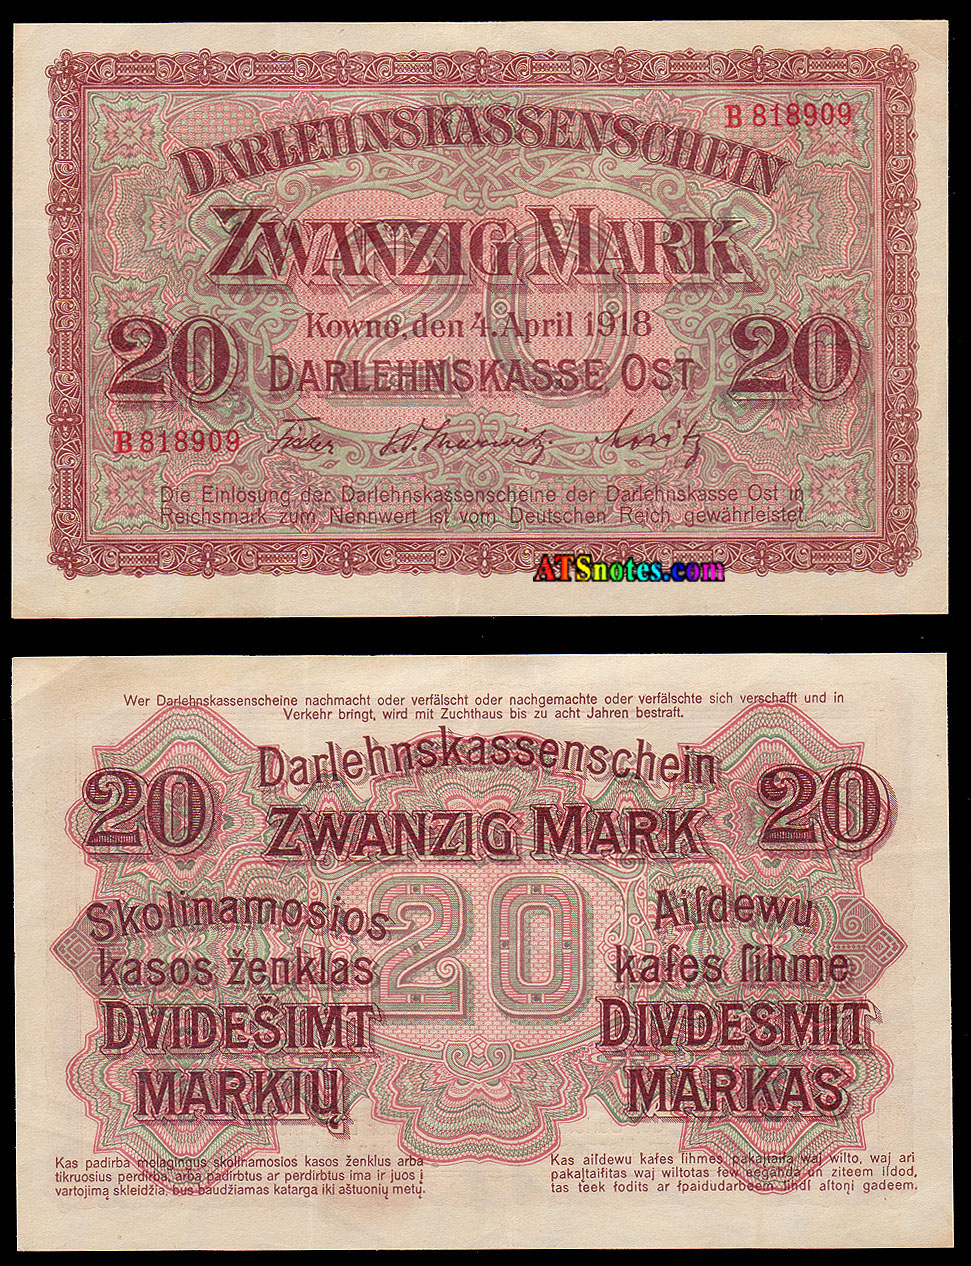 B 818909
DARLEHNSKASSENSCHEIN
ZWANZIG MARK
20 20
Kowno, den 4. April 1918
20 20
DARLEHNSKASSE OST
B 818909
Die Einlösung der Darlehnskassenscheine der Darlehnskasse Ost in
Reichsmark zum Nennwert ist vom Deutschen Reich gewährleistet.
ATSnotes.com
Wer Darlehnskassenscheine nachmacht oder verfälscht oder nachgemachte oder verfälschte sich verschafft und in
Verkehr bringt, wird mit Zuchthaus bis zu acht Jahren bestraft.
Darlehnskassenschein
20 ZWANZIG MARK 20
20
Skolinamosios
kasos ženklas
DVIDEŠIMT
MARKIŲ
Aiſdewu
kaſes ſihme
DIVDESMIT
MARKAS
Kas padirba melagingus skolinamosios kasos ženklus arba
tikruosius perdirba, arba padirbtus ar perdirbtus ima ir juos į
vartojimą skleidžia, bus baudžiamas katarga iki aštuonių metų.
Kas aiſdewu kaſes ſihmes pakaļtaiſa waj wilto, waj ari
pakaļtaiſitas waj wiltotas ſew eeganda un ziteem iſdod,
tas teek ſodits ar ſpaidudarbeem lihdſ aſtoņi gadeem.